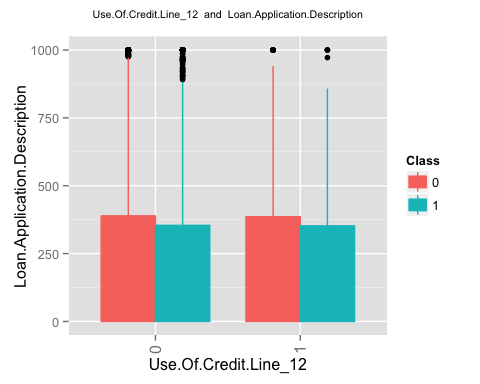 Use.Of.Credit.Line_12 and Loan.Application.Description
Loan.Application.Description
1000
750
500
250
0
0
1
Use.Of.Credit.Line_12
Class
0
1